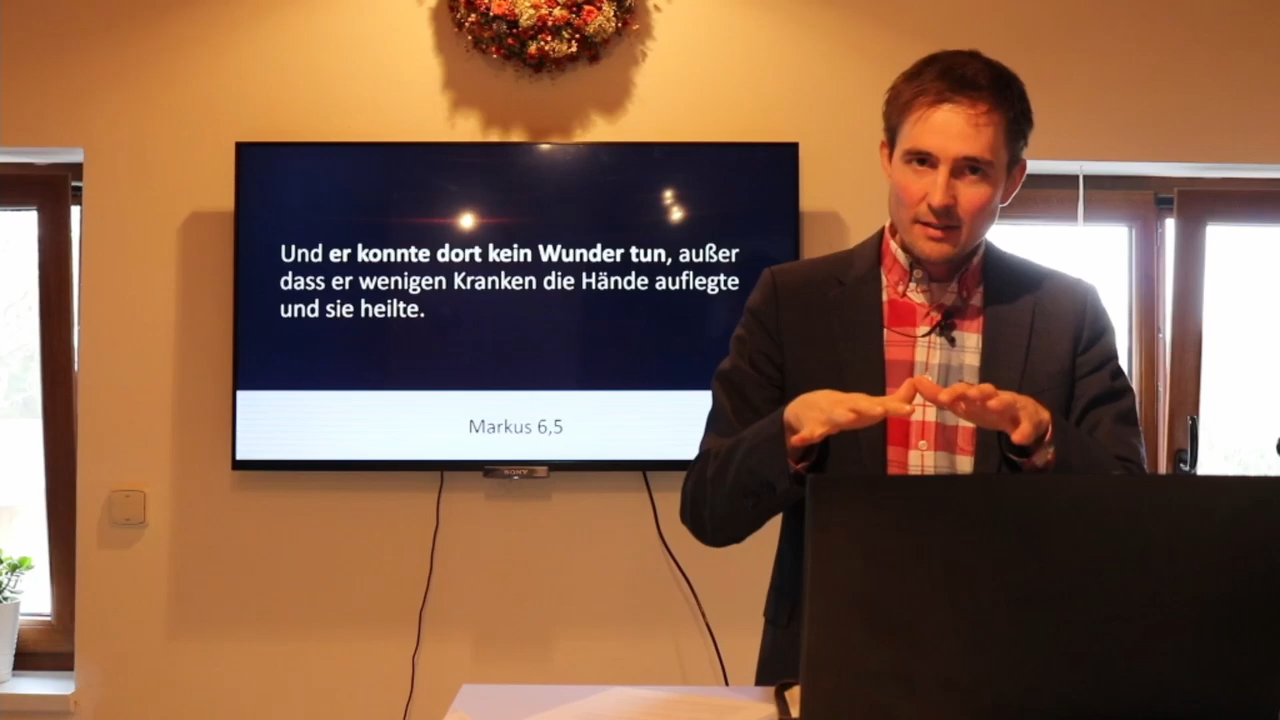 Und er konnte dort kein Wunder tun, außer
dass er wenigen Kranken die Hände auflegte
und sie heilte.
Markus 6,5
SONY